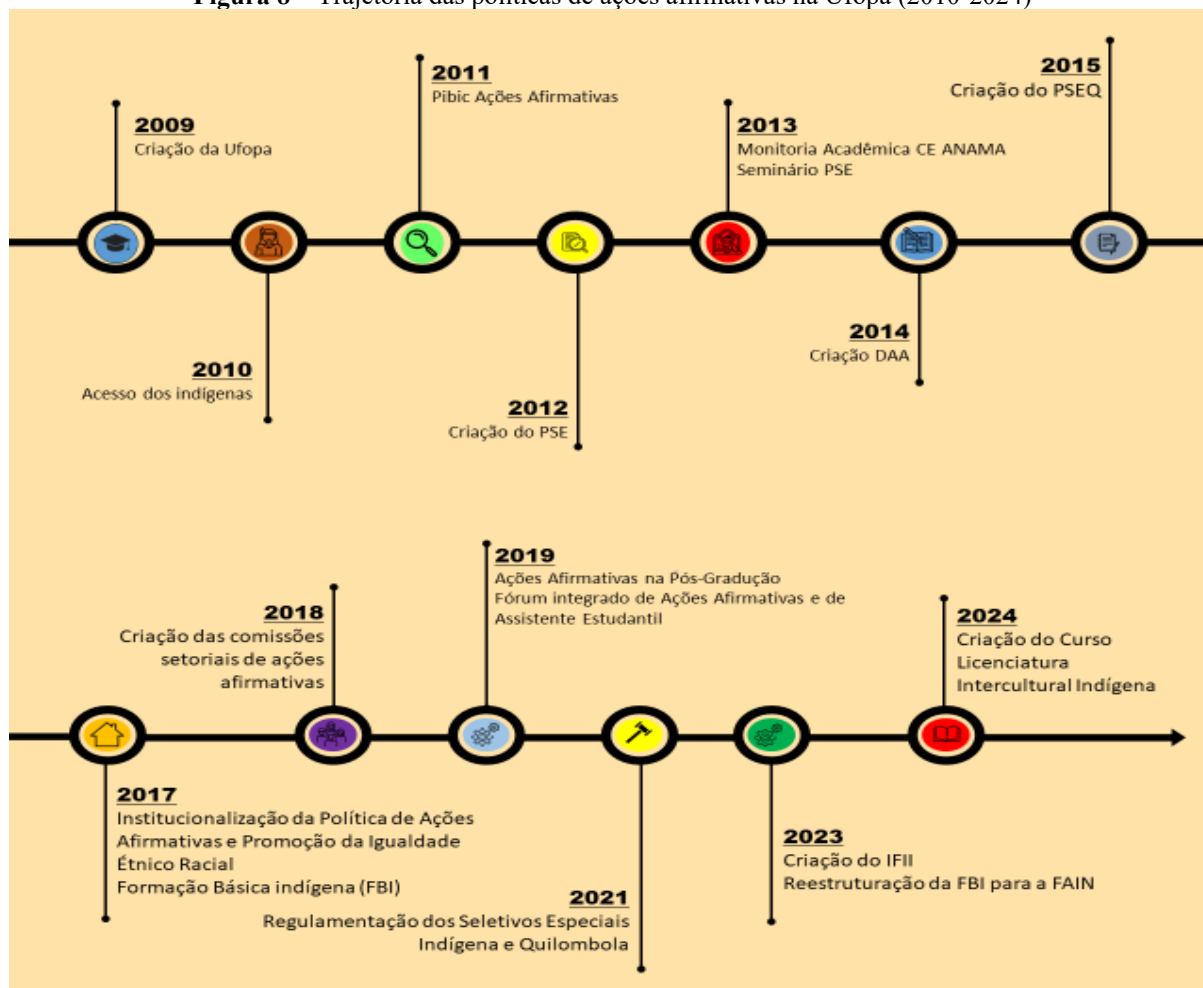 Figura 8 – Trajetória das políticas de ações afirmativas na Ufopa (2010-2024)
2009
Criação da Ufopa
2010
Acesso dos indígenas
2011
Pibic Ações Afirmativas
2012
Criação do PSE
2013
Monitoria Acadêmica CE ANAMA
Seminário PSE
2014
Criação DAA
2015
Criação do PSEQ
2017
Institucionalização da Política de Ações
Afirmativas e Promoção da Igualdade
Étnico Racial
Formação Básica indígena (FBI)
2018
Criação das comissões
setoriais de ações
afirmativas
2019
Ações Afirmativas na Pós-Gradução
Fórum integrado de Ações Afirmativas e de
Assistente Estudantil
2021
Regulamentação dos Seletivos Especiais
Indígena e Quilombola
2023
Criação do IFII
Reestruturação da FBI para a FAIN
2024
Criação do Curso
Licenciatura
Intercultural Indígena